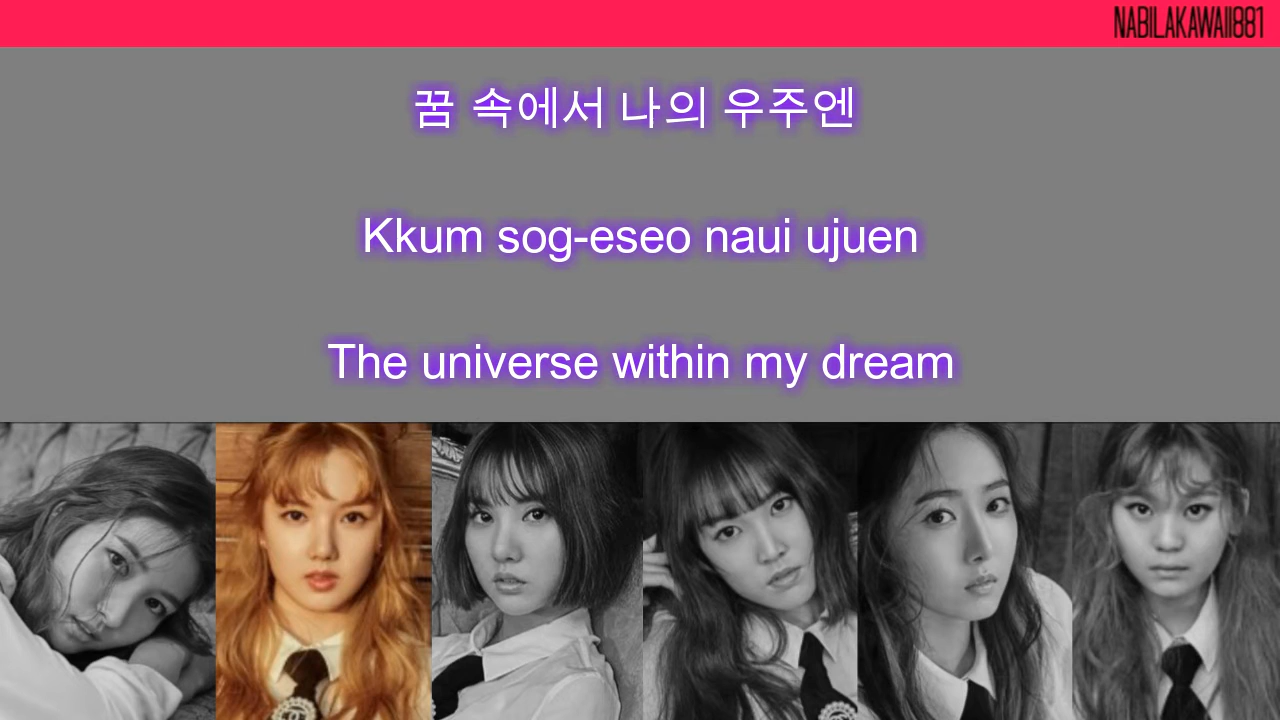 NABILAKAWAII881
꿈 속에서 나의 우주엔
Kkum sog-eseo naui ujuen
The universe within my dream